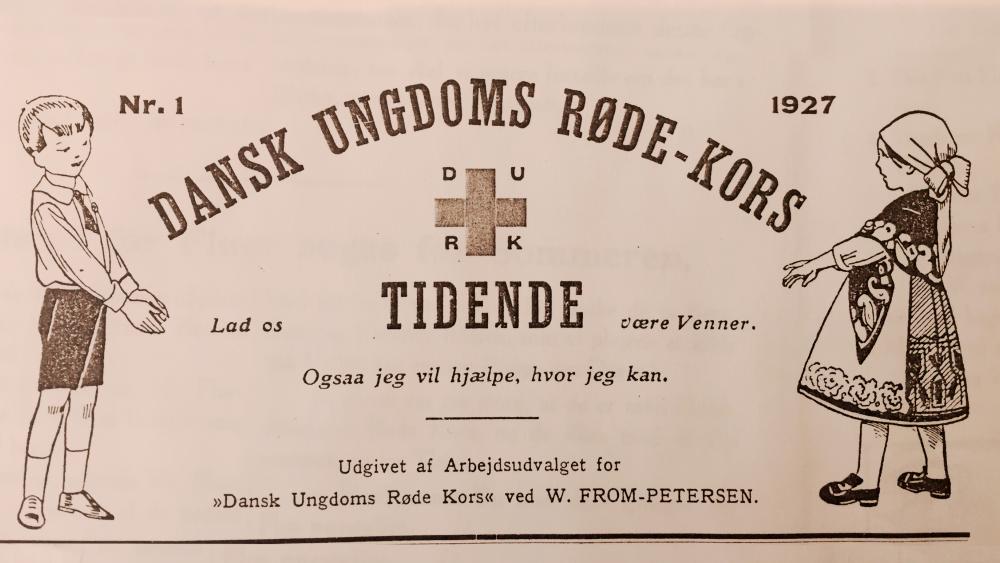 Nr. 1
1927
DANSK UNGDOMS RØDE-KORS
D U
R K
TIDENDE
Lad os være Venner.
Ogsaa jeg vil hjælpe, hvor jeg kan.
Udgivet af Arbejdsudvalget for
»Dansk Ungdoms Røde Kors« ved W. FROM-PETERSEN.